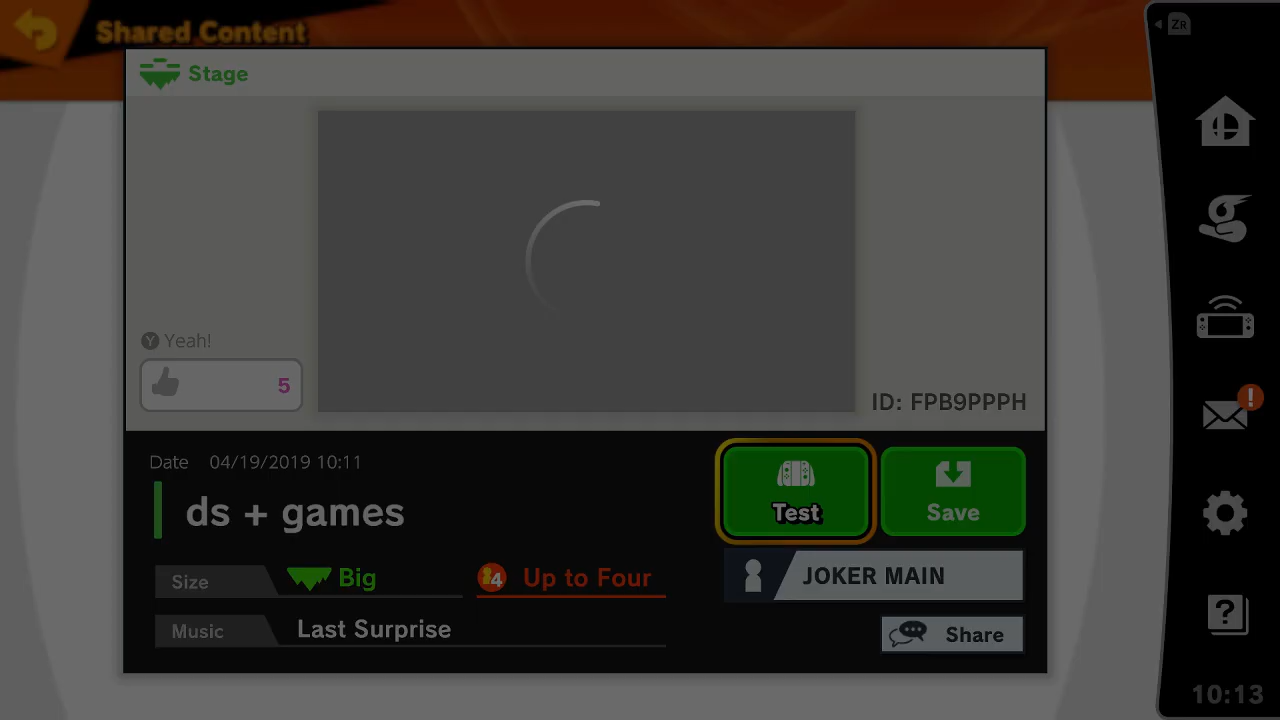 Shared Content
ZR
Stage
Y Yeah!
5
ID: FPB9PPPH
Date 04/19/2019 10:11
ds + games
Test
Save
Size Big
4 Up to Four
JOKER MAIN
Music Last Surprise
Share
!
?
10:13